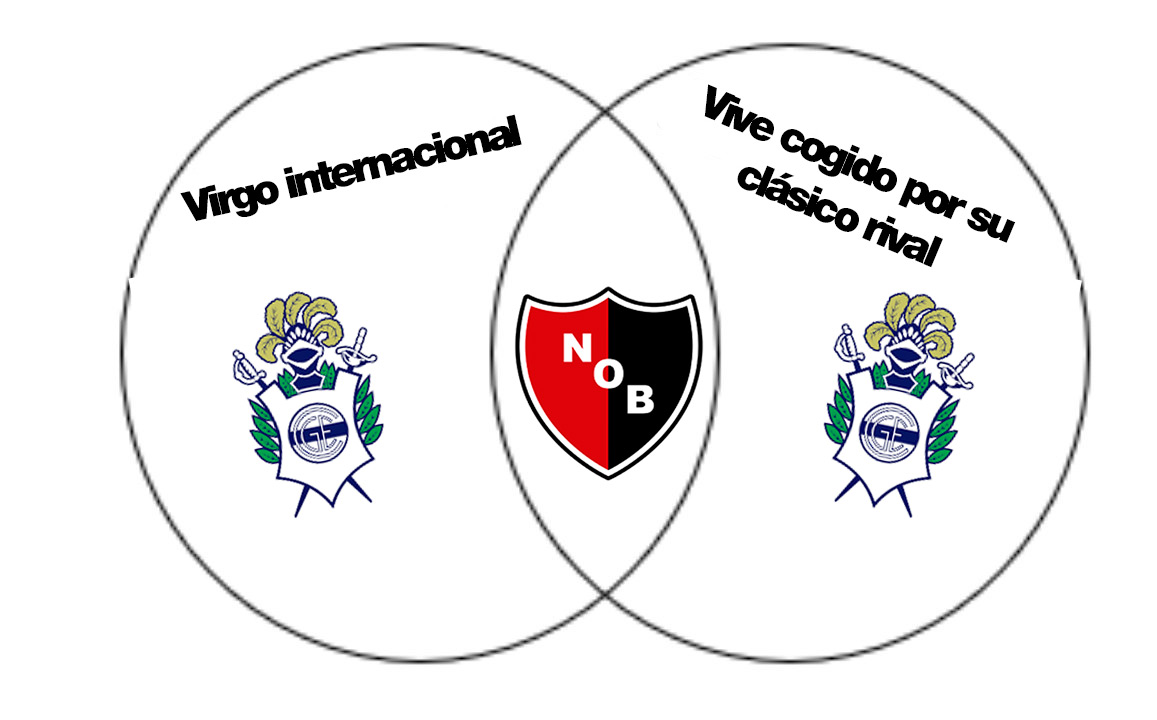 Virgo internacional
Vive cogido por su
clásico rival
N
O
B